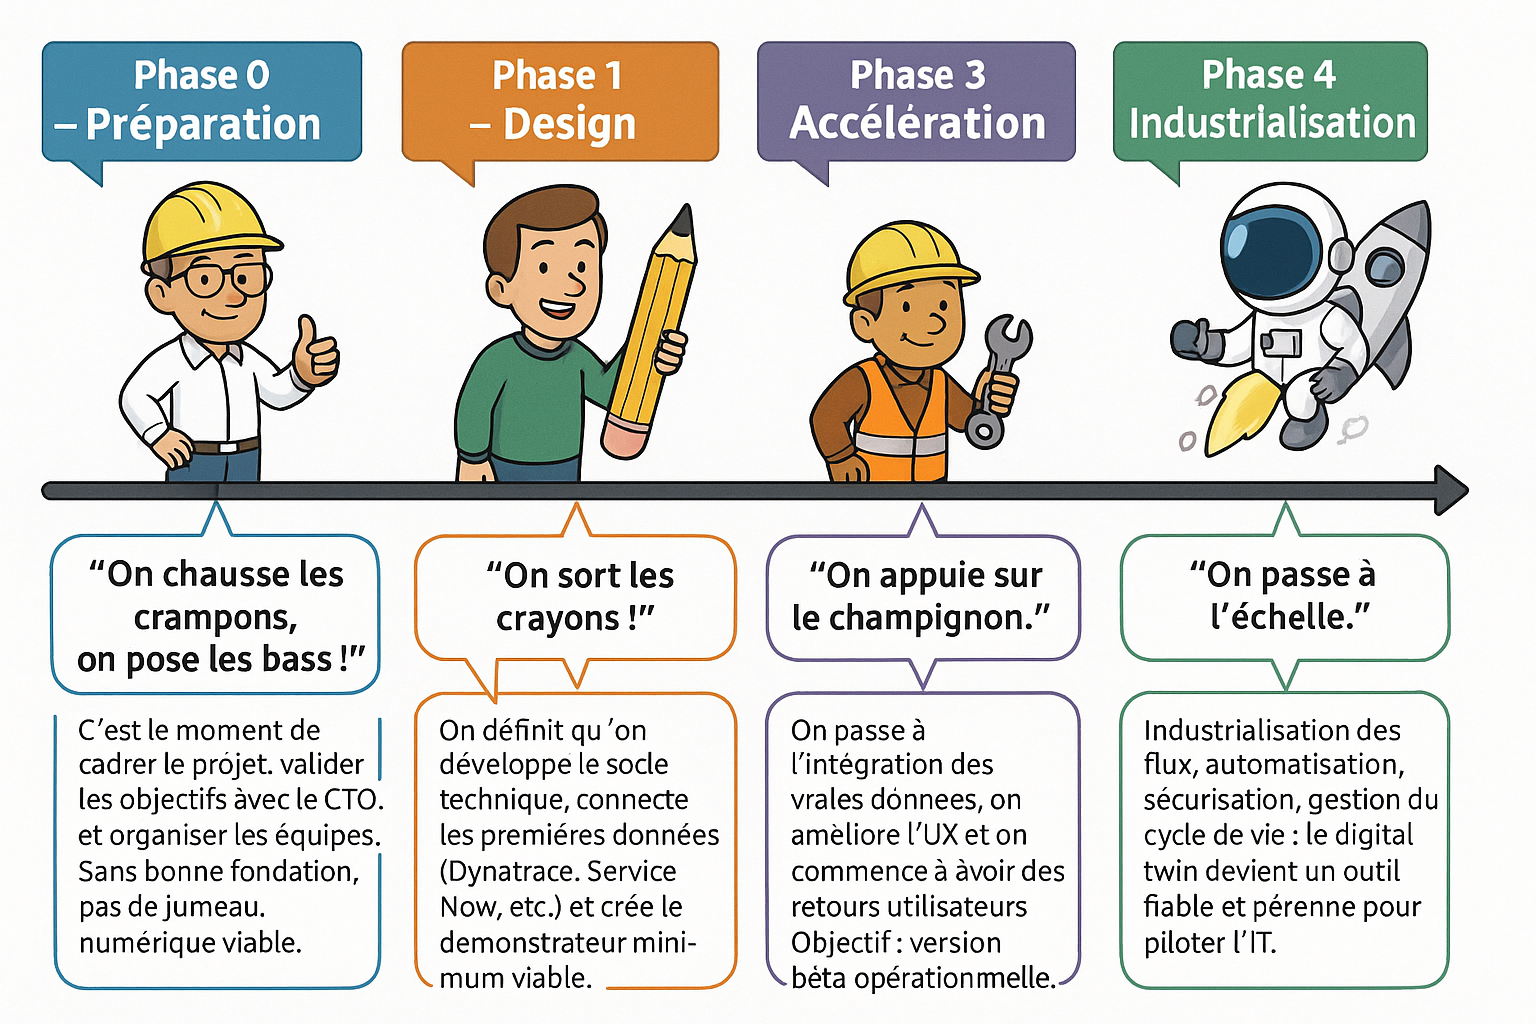 Phase 0
– Préparation
“On chausse les
crampons,
on pose les bass !”
C’est le moment de
cadrer le projet. valider
les objectifs àvec le CTO.
et organiser les équipes.
Sans bonne fondation,
pas de jumeau.
numérique viable.
Phase 1
– Design
“On sort les
crayons !”
On définit qu ’on
développe le socle
technique, connecte
les premiéres données
(Dynatrace. Service
Now, etc.) et crée le
demonstrateur mini-
mum viable.
Phase 3
Accélération
“On appuie sur
le champignon.”
On passe à
l’intégration des
vrales dónnees, on
amèliore l’UX et on
commence à àvoir des
retours utilisateurs
Objectif : version
bèta opérationmelle.
Phase 4
Industrialisation
“On passe à
l’échelle.”
Industrialisation des
flux, automatisation,
sécurisation, gestion du
cycle de vie : le digital
twin devient un outil
fiable et pérenne pour
piloter l’IT.